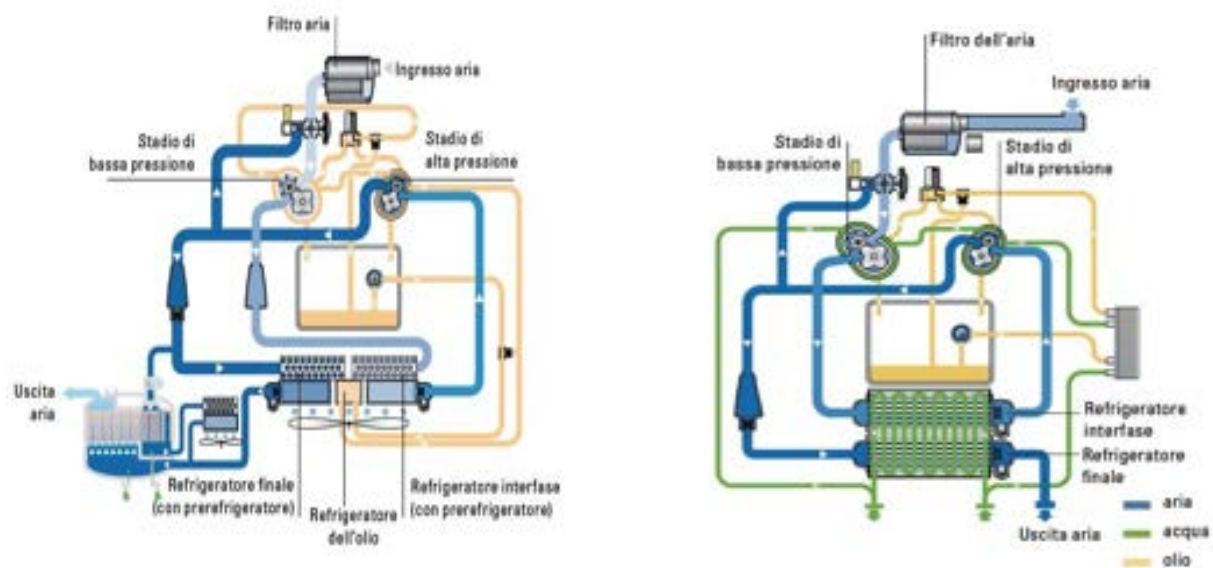 Filtro aria
Ingresso aria
Stadio di
bassa pressione
Stadio di
alta pressione
Uscita
aria
Refrigeratore finale
(con prerefrigeratore)
Refrigeratore
dell'olio
Refrigeratore interfase
(con prerefrigeratore)
Filtro dell'aria
Ingresso aria
Stadio di
bassa pressione
Stadio di
alta pressione
Refrigeratore
interfase
Refrigeratore
finale
Uscita aria
aria
acqua
olio